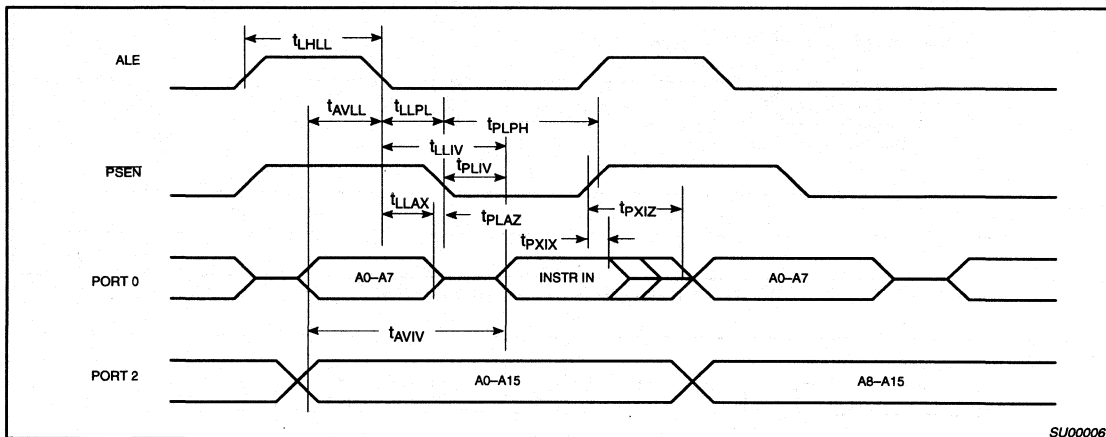 tLHLL
ALE
tAVLL tLLPL tPLPH
tLLIV
PSEN
tPLIV
tLLAX
tPLAZ
tPXIZ
tPXIX
PORT 0
A0–A7
INSTR IN
A0–A7
tAVIV
PORT 2
A0–A15
A8–A15
SU00006